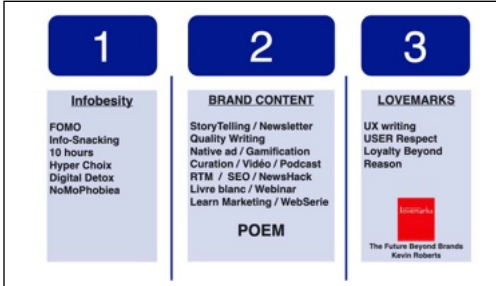 1
Infobesity
FOMO
Info-Snacking
10 hours
Hyper Choix
Digital Detox
NoMoPhobiea
2
BRAND CONTENT
StoryTelling / Newsletter
Quality Writing
Native ad / Gamification
Curation / Vidéo / Podcast
RTM / SEO / NewsHack
Livre blanc / Webinar
Learn Marketing / WebSerie
POEM
3
LOVEMARKS
UX writing
USER Respect
Loyalty Beyond
Reason
lovemarks
The Future Beyond Brands
Kevin Roberts